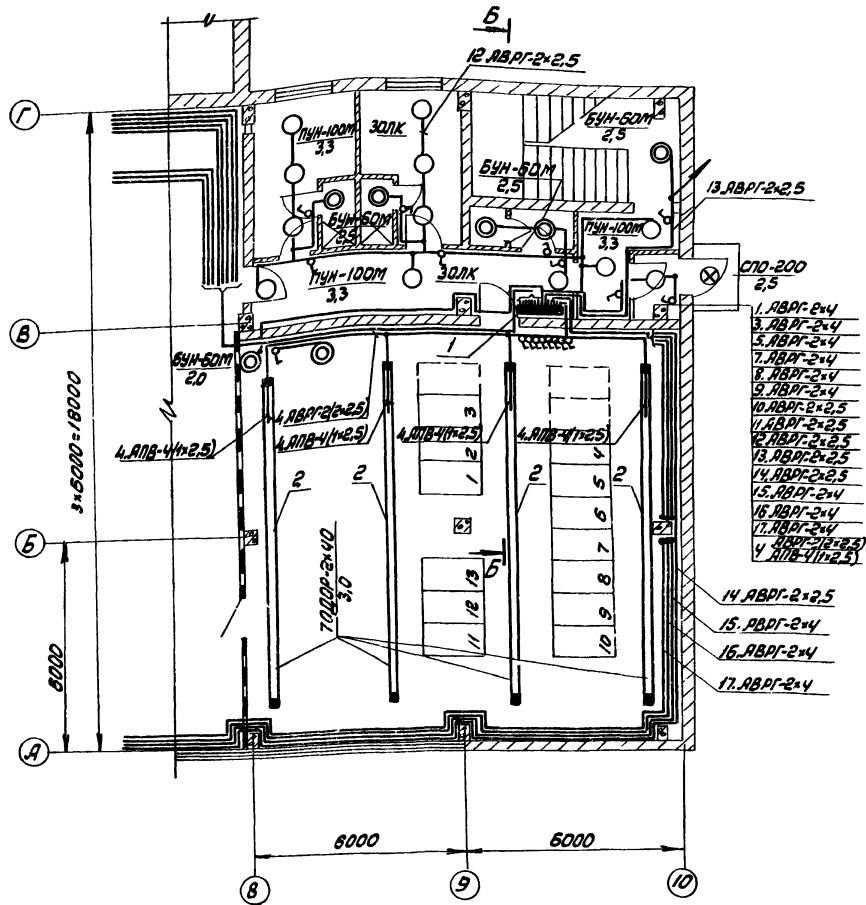 Б
12. АВРГ-2×2,5
Г
ПУН-100М
3,3
ЗОЛК
БУН-60М
2,5
БУН-60М
2,5
13. АВРГ-2×2,5
БУН-60М
2,5
ПУН-100М
3,3
ПУН-100М
3,3
ЗОЛК
СПО-200
2,5
В
1. АВРГ-2×4
3. АВРГ-2×4
5. АВРГ-2×4
7. АВРГ-2×4
8. АВРГ-2×4
9. АВРГ-2×4
10. АВРГ-2×2,5
11. АВРГ-2×2,5
12. АВРГ-2×2,5
13. АВРГ-2×2,5
14. АВРГ-2×2,5
15. АВРГ-2×4
16. АВРГ-2×4
17. АВРГ-2×4
4 АВРГ-2(2×2,5)
4 АПВ-4(1×2,5)
БУН-60М
2,0
1
4. АВРГ-2(2×2,5)
4. АПВ-4(1×2,5)
4. АПВ-4(1×2,5)
4. АПВ-4(1×2,5)
4. АПВ-4(1×2,5)
3
2
1
4
5
6
7
8
9
10
13
12
11
2
2
2
2
3×6000=18000
Б
Б
7ОДОР-2×40
3,0
14 АВРГ-2×2,5
15. АВРГ-2×4
16. АВРГ-2×4
17. АВРГ-2×4
6000
А
6000
6000
8
9
10